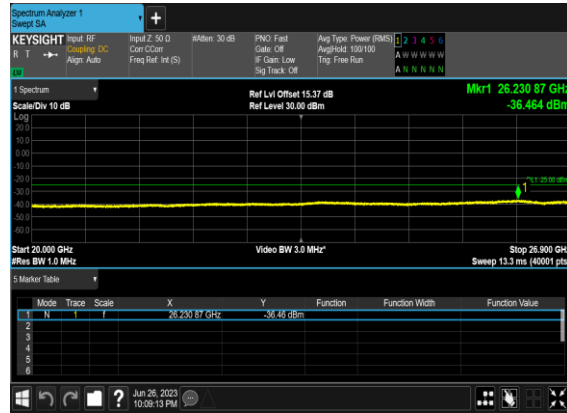 Spectrum Analyzer 1
Swept SA
KEYSIGHT Input: RF Input Z: 50 Ω #Atten: 30 dB PNO: Fast Avg Type: Power (RMS) 1 2 3 4 5 6
R T Coupling: DC Corr CCorr Gate: Off Avg|Hold: 100/100 A W W W W W
Align: Auto Freq Ref: Int (S) IF Gain: Low Trig: Free Run
Sig Track: Off A N N N N N
1 Spectrum Ref Lvl Offset 15.37 dB Mkr1 26.230 87 GHz
Scale/Div 10 dB Ref Level 30.00 dBm -36.464 dBm
Log
20.0
10.0
0.00
-10.0
-20.0
DL1 -25.00 dBm
1
-30.0
-40.0
-50.0
-60.0
Start 20.000 GHz Video BW 3.0 MHz* Stop 26.900 GHz
#Res BW 1.0 MHz Sweep 13.3 ms (40001 pts)
5 Marker Table
Mode Trace Scale X Y Function Function Width Function Value
1 N 1 f 26.230 87 GHz -36.46 dBm
2
3
4
5
6
? Jun 26, 2023
10:09:13 PM